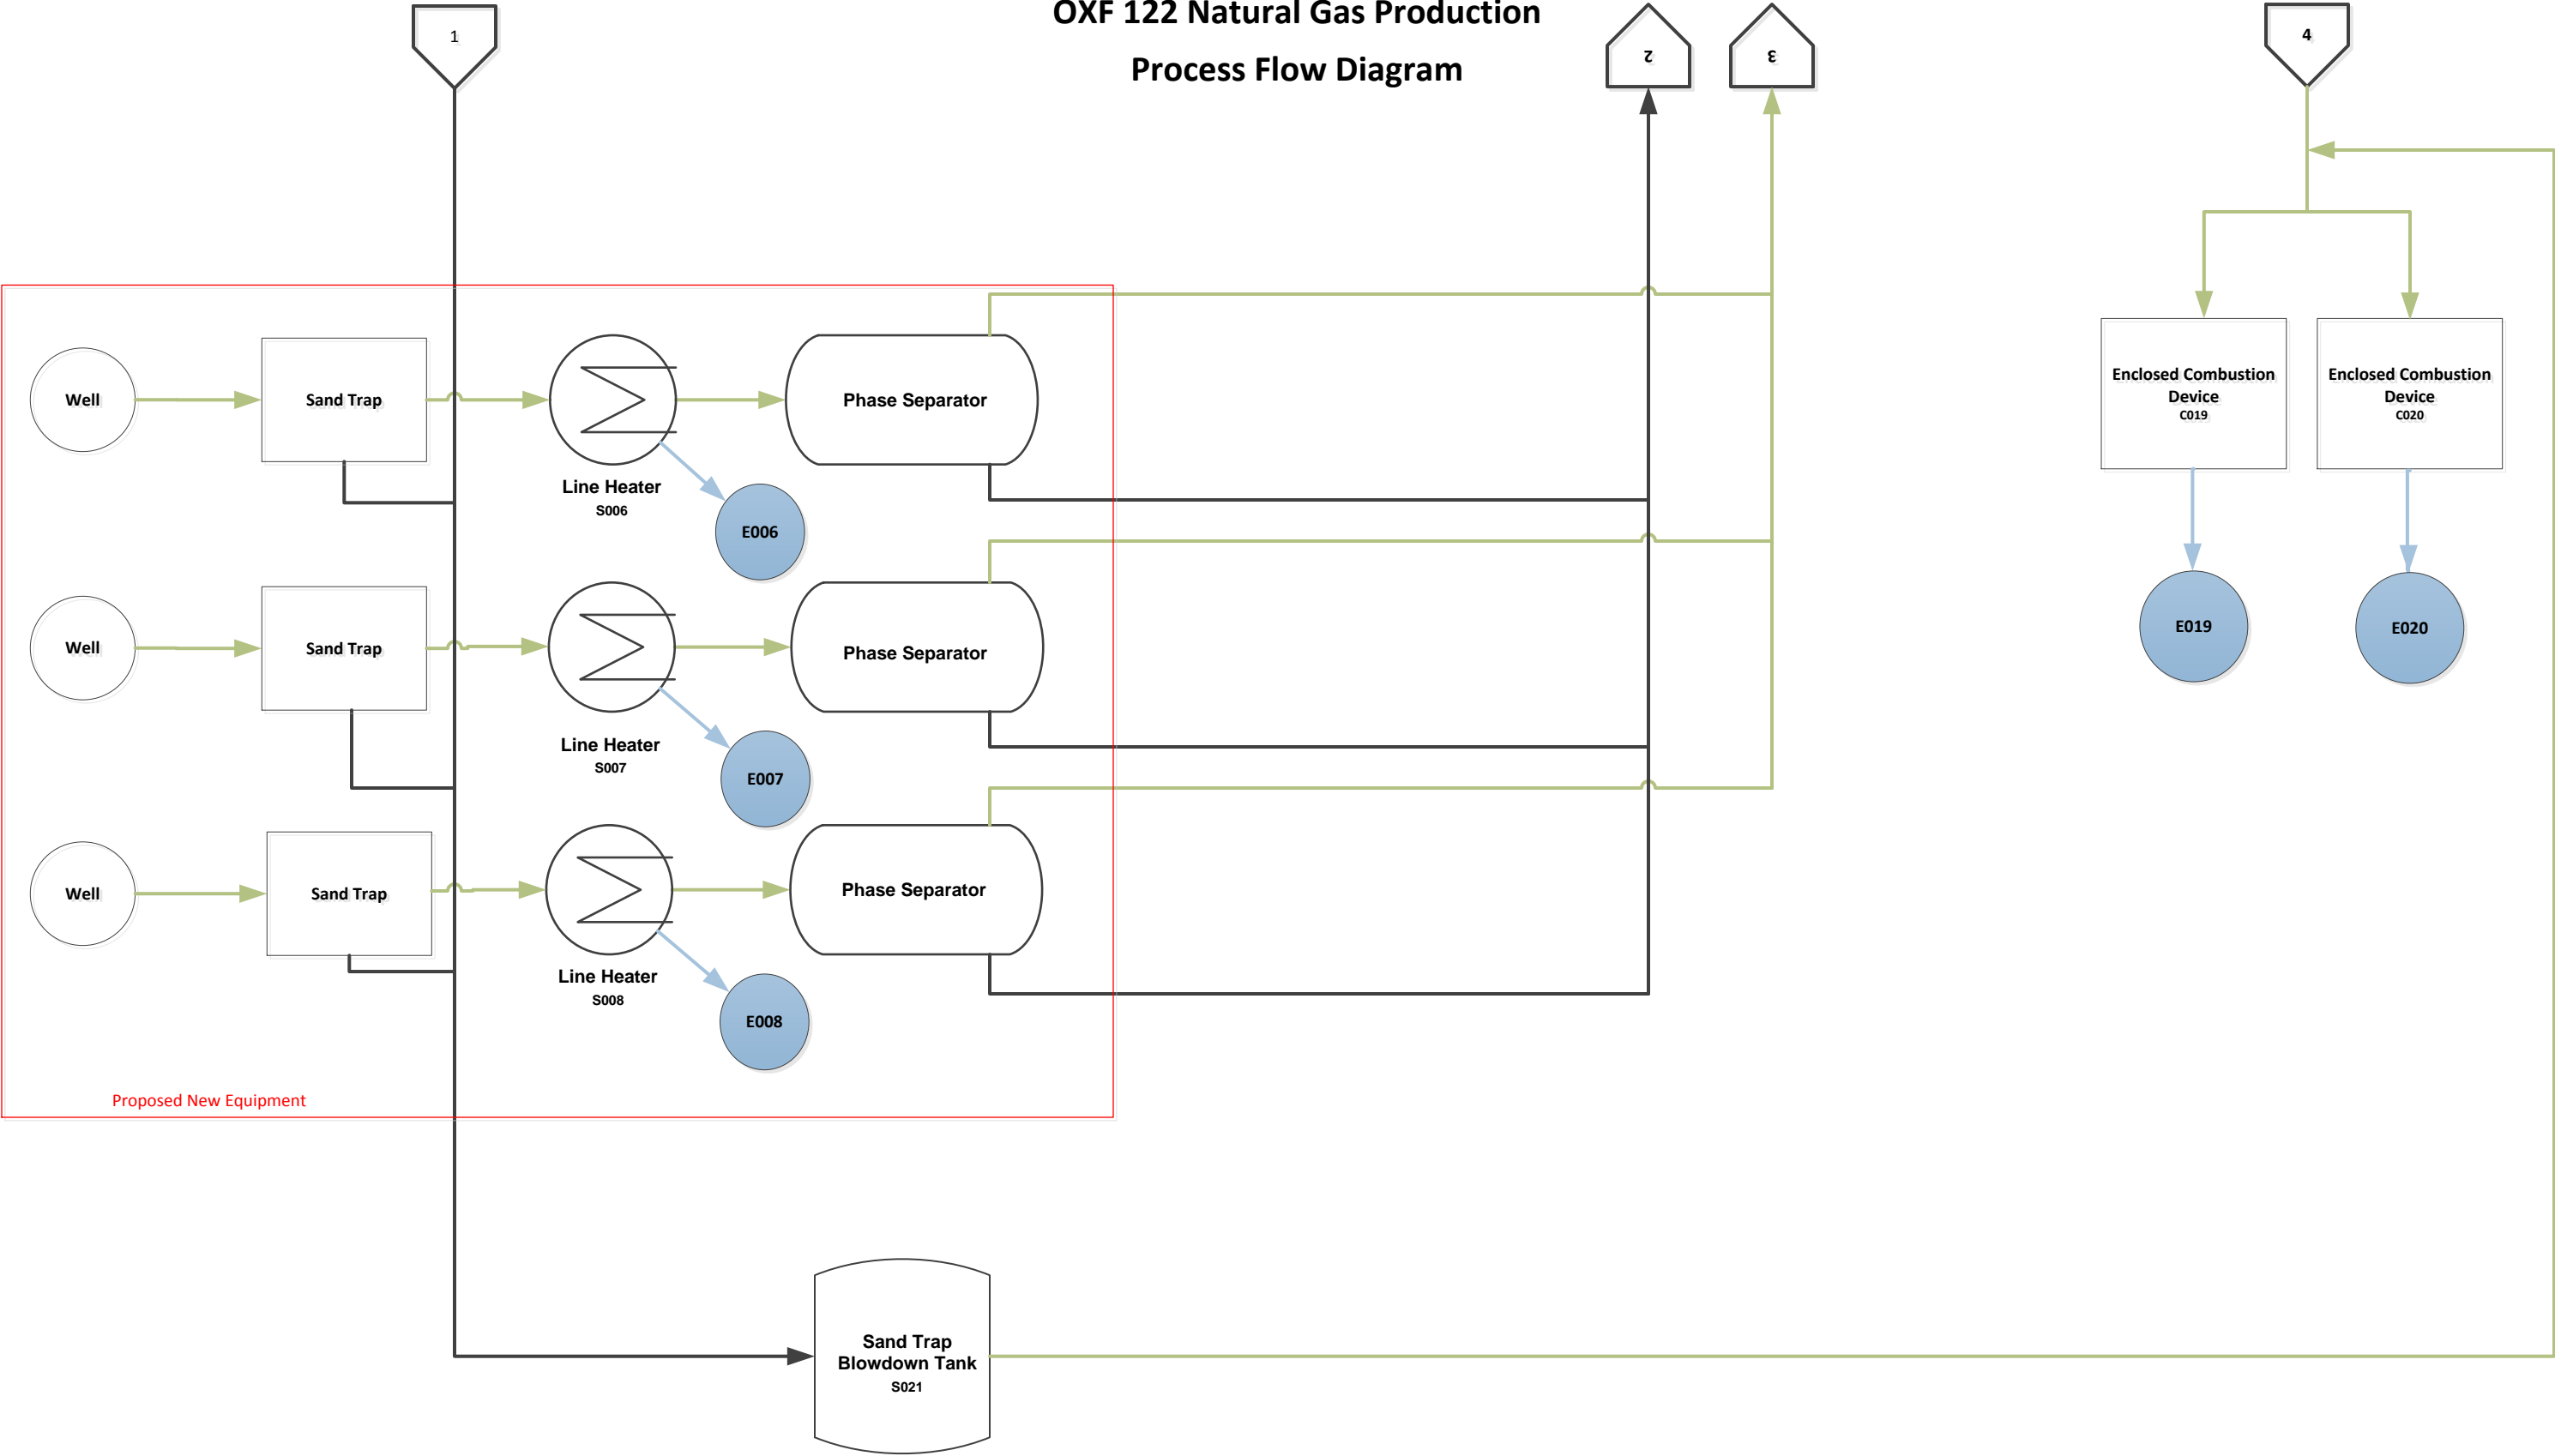 OXF 122 Natural Gas Production
Process Flow Diagram
1
2
3
4
Well
Sand Trap
Line Heater
S006
E006
Phase Separator
Enclosed Combustion
Device
C019
Enclosed Combustion
Device
C020
E019
E020
Well
Sand Trap
Line Heater
S007
E007
Phase Separator
Well
Sand Trap
Line Heater
S008
E008
Phase Separator
Proposed New Equipment
Sand Trap
Blowdown Tank
S021